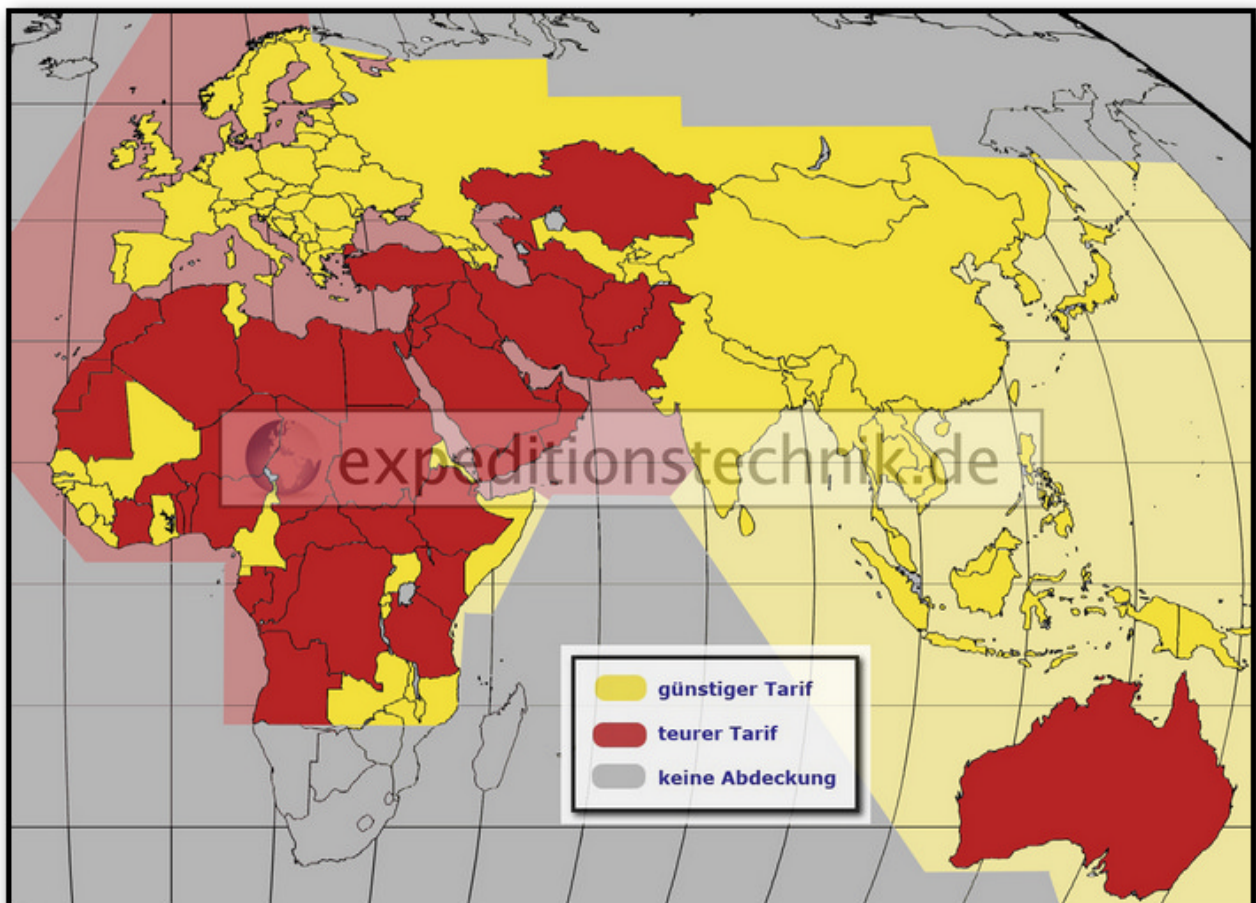 expeditionstechnik.de
günstiger Tarif
teurer Tarif
keine Abdeckung